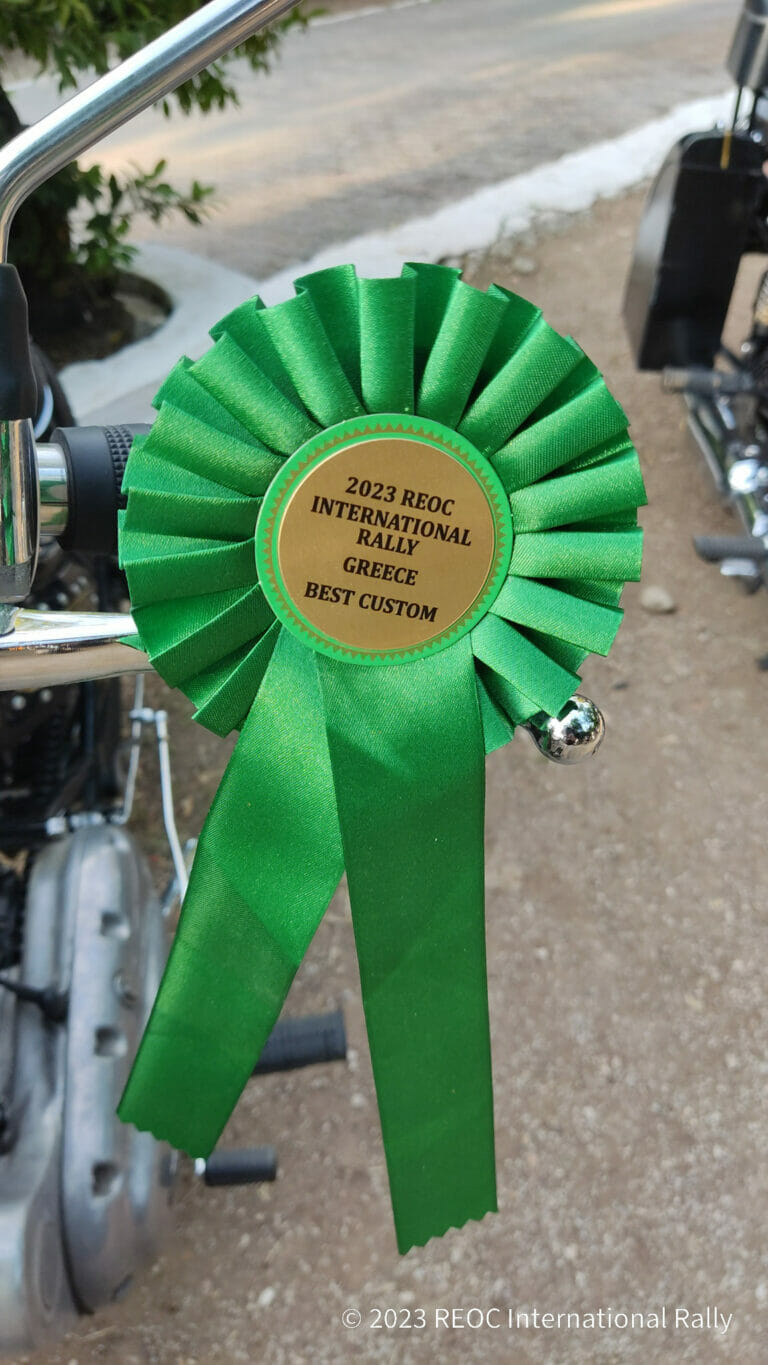 2023 REOC
INTERNATIONAL
RALLY
GREECE
BEST CUSTOM
© 2023 REOC International Rally